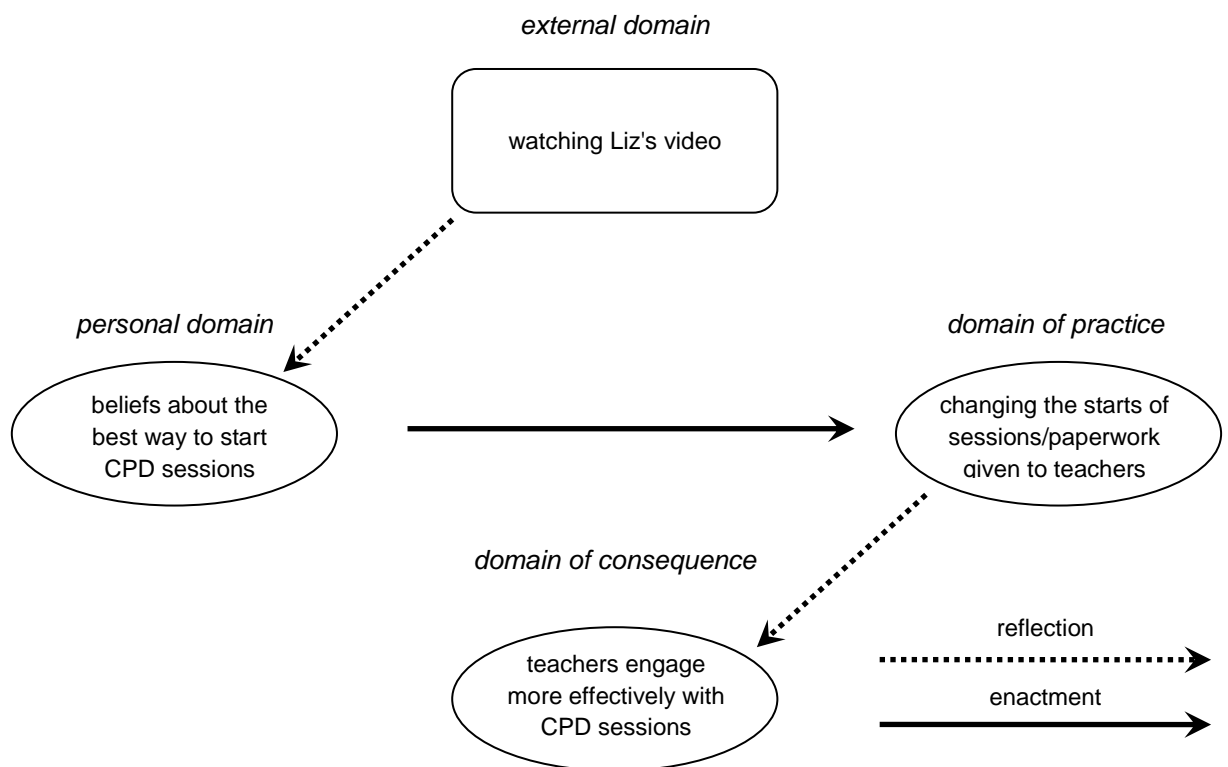 external domain
watching Liz's video
personal domain
domain of practice
beliefs about the
best way to start
CPD sessions
changing the starts of
sessions/paperwork
given to teachers
domain of consequence
teachers engage
more effectively with
CPD sessions
reflection
enactment